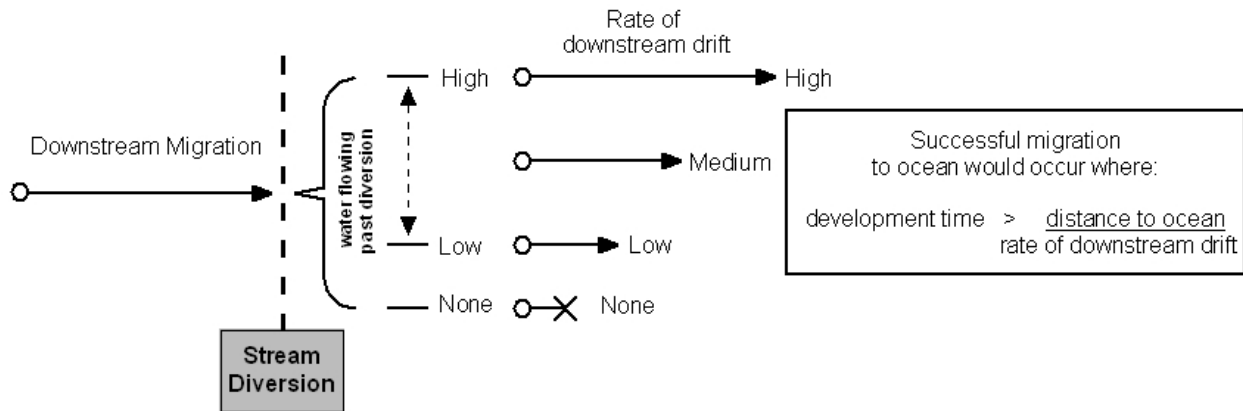 Rate of
downstream drift
High
High
Downstream Migration
water flowing
past diversion
Medium
Low
Low
None
None
Successful migration
to ocean would occur where:
development time > distance to ocean
rate of downstream drift
Stream
Diversion